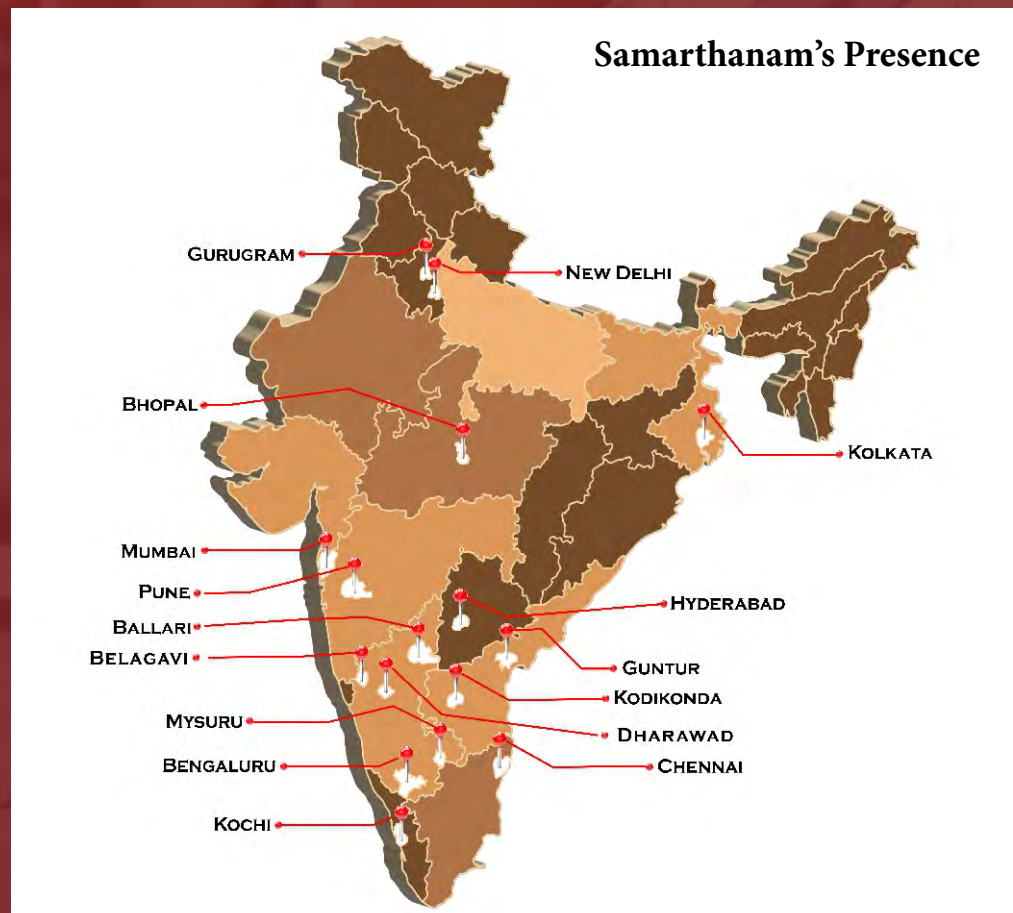 Samarthanam's Presence
GURUGRAM
NEW DELHI
BHOPAL
KOLKATA
MUMBAI
PUNE
HYDERABAD
BALLARI
BELAGAVI
GUNTUR
KODIKONDA
MYSURU
DHARAWAD
BENGALURU
CHENNAI
KOCHI